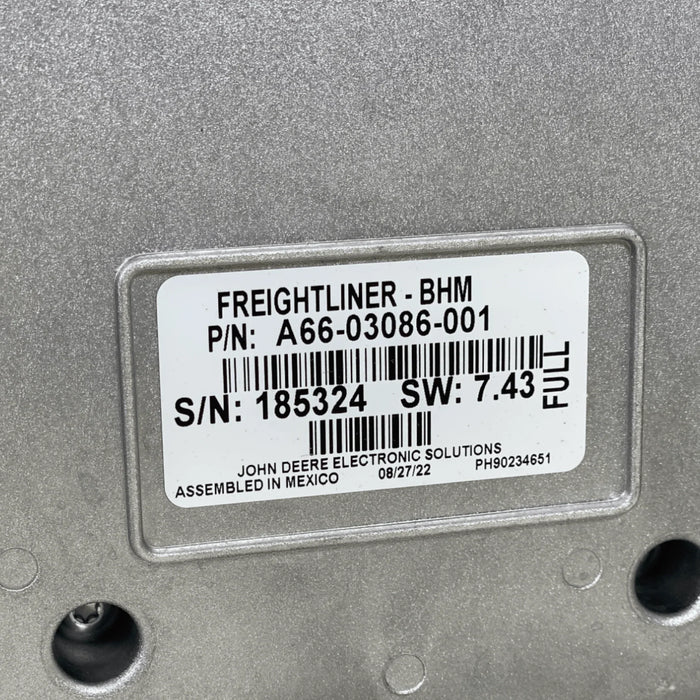 FREIGHTLINER - BHM
P/N: A66-03086-001
S/N: 185324 SW: 7.43 FULL
JOHN DEERE ELECTRONIC SOLUTIONS
ASSEMBLED IN MEXICO 08/27/22 PH90234651